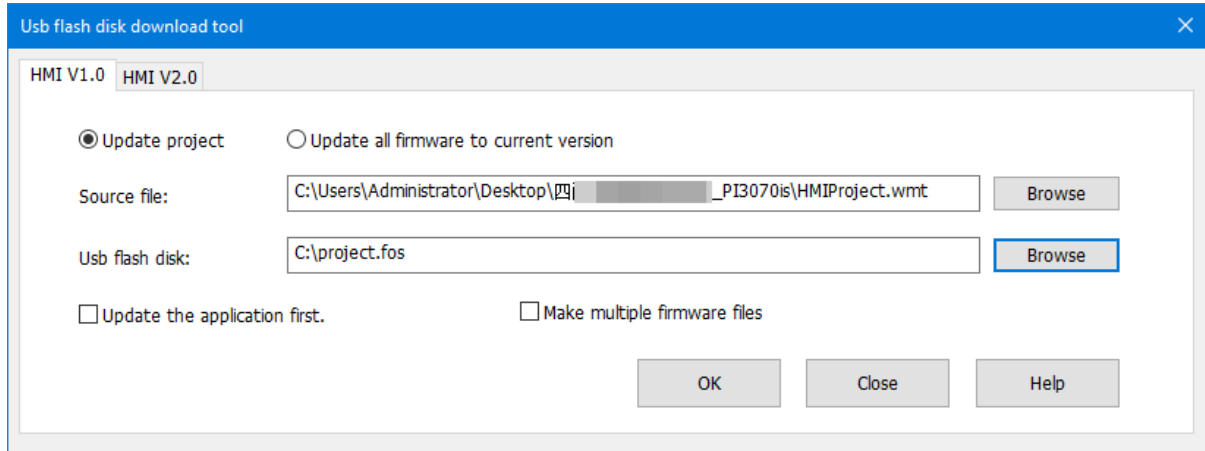 Usb flash disk download tool
HMI V1.0 HMI V2.0
Update project Update all firmware to current version
Source file: C:\Users\Administrator\Desktop\四 _PI3070is\HMIProject.wmt Browse
Usb flash disk: C:\project.fos Browse
Update the application first. Make multiple firmware files
OK Close Help